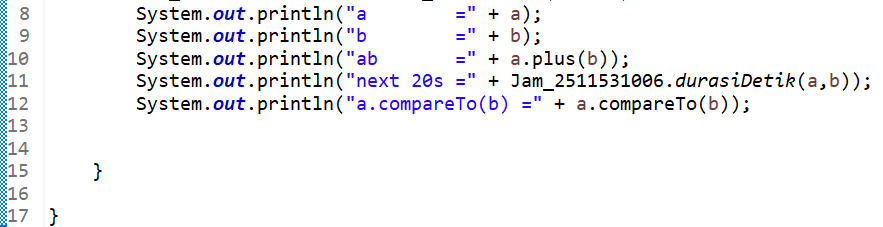 8 System.out.println("a        =" + a);
9 System.out.println("b        =" + b);
10 System.out.println("ab       =" + a.plus(b));
11 System.out.println("next 20s =" + Jam_2511531006.durasiDetik(a,b));
12 System.out.println("a.compareTo(b) =" + a.compareTo(b));
13
14
15 }
16
17 }